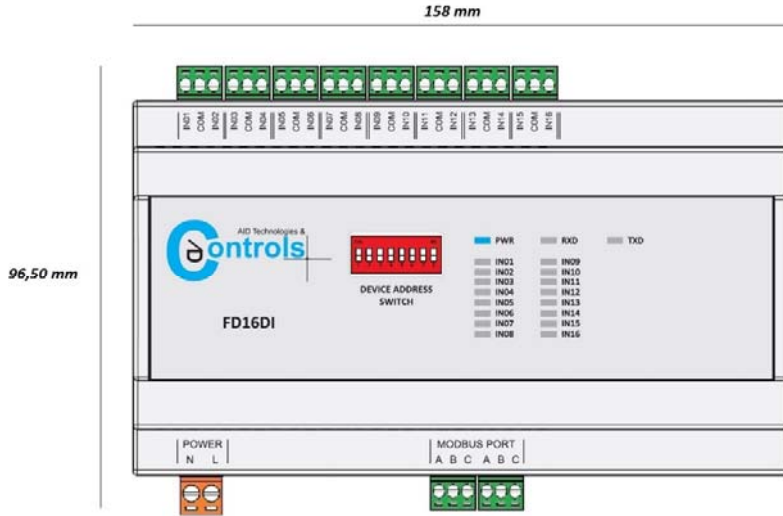 158 mm
96,50 mm
IN01 COM IN02 IN03 COM IN04 IN05 COM IN06 IN07 COM IN08 IN09 COM IN10 IN11 COM IN12 IN13 COM IN14 IN15 COM IN16
AID Technologies &
Controls
DEVICE ADDRESS
SWITCH
FD16DI
PWR RXD TXD
IN01 IN09
IN02 IN10
IN03 IN11
IN04 IN12
IN05 IN13
IN06 IN14
IN07 IN15
IN08 IN16
POWER
N L
MODBUS PORT
A B C A B C